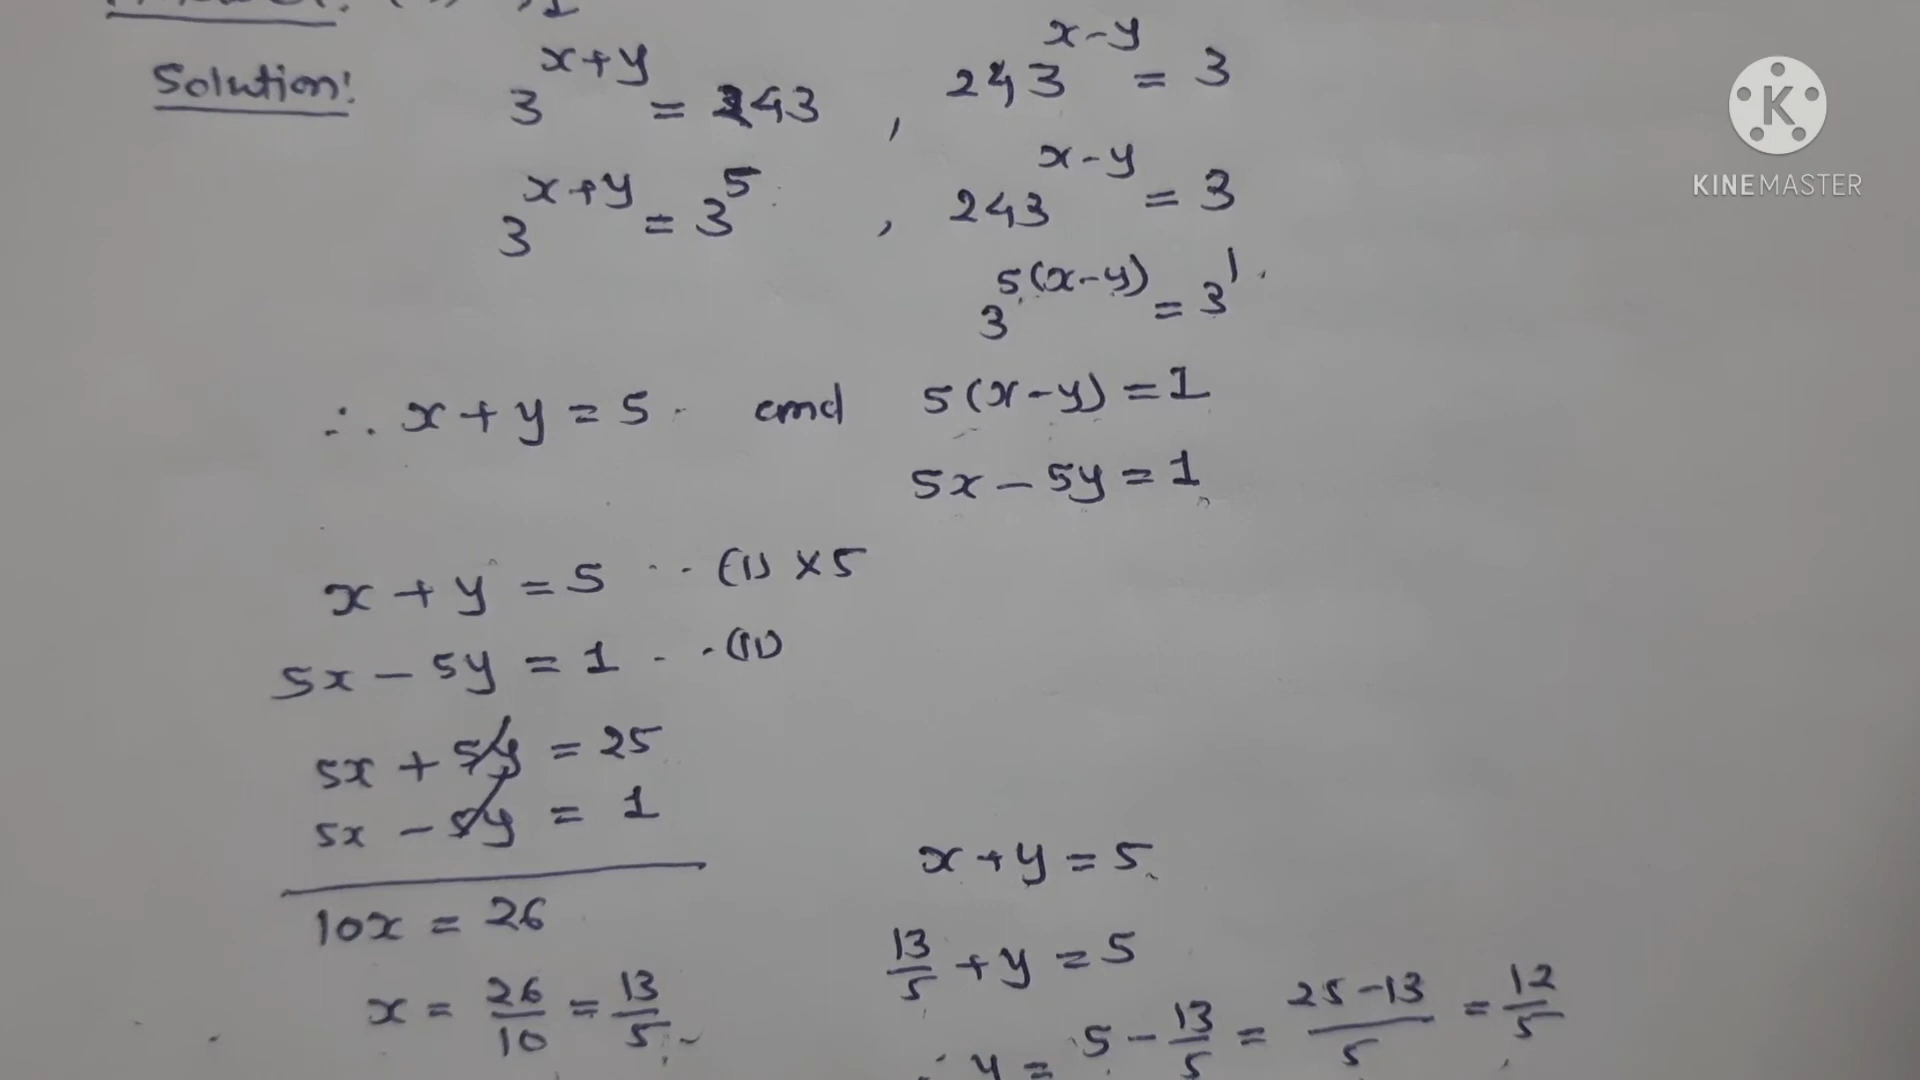 Solution:
3^(x+y) = 243 , 243^(x-y) = 3
3^(x+y) = 3^5 , 243^(x-y) = 3
3^(5(x-y)) = 3^1
∴ x + y = 5 and 5(x-y) = 1
5x - 5y = 1
x + y = 5 ... (I) × 5
5x - 5y = 1 ... (II)
5x + 5y = 25
5x - 5y = 1
10x = 26
x = 26/10 = 13/5
x + y = 5
13/5 + y = 5
∴ y = 5 - 13/5 = (25-13)/5 = 12/5
K
KINEMASTER